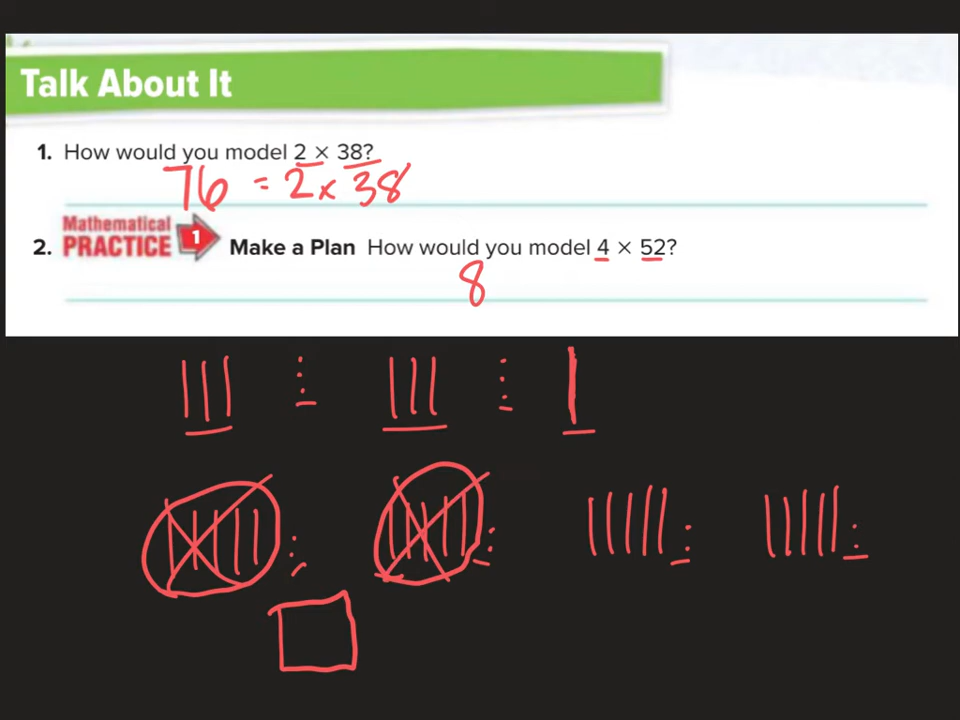 Talk About It
1. How would you model 2 × 38?
76 = 2 x 38
2. Mathematical PRACTICE 1 Make a Plan How would you model 4 × 52?
8